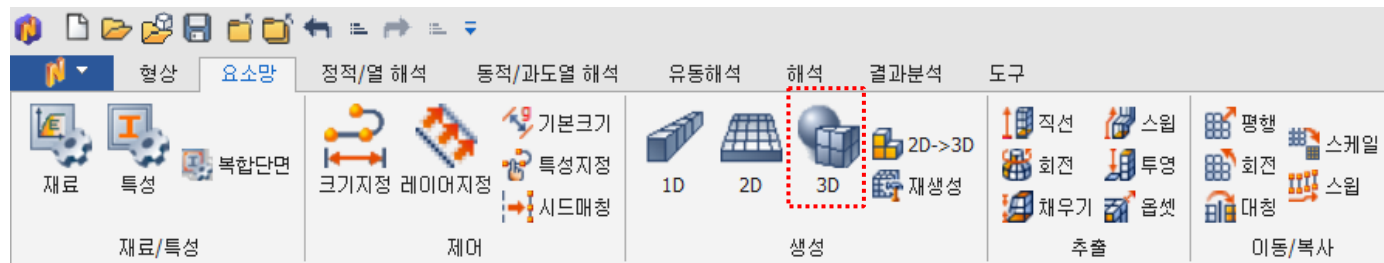 형상 요소망 정적/열 해석 동적/과도열 해석 유동해석 해석 결과분석 도구
재료 특성 복합단면
크기지정 레이어지정 기본크기
특성지정
시드매칭
1D 2D 3D 2D->3D
재생성
직선 스윕
회전 투영
채우기 옵셋
평행 스케일
회전 스윕
대칭
재료/특성 제어 생성 추출 이동/복사